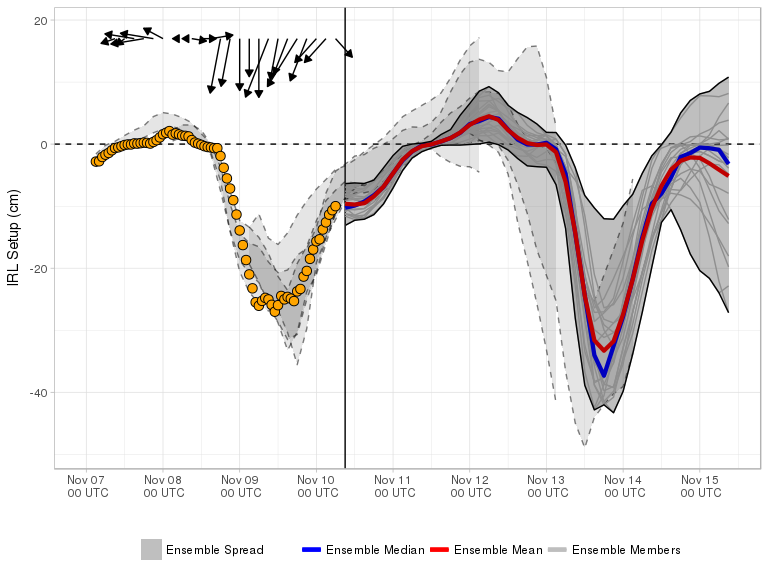 IRL Setup (cm)
20
0
-20
-40
Nov 07 Nov 08 Nov 09 Nov 10 Nov 11 Nov 12 Nov 13 Nov 14 Nov 15
00 UTC 00 UTC 00 UTC 00 UTC 00 UTC 00 UTC 00 UTC 00 UTC 00 UTC
Ensemble Spread Ensemble Median Ensemble Mean Ensemble Members